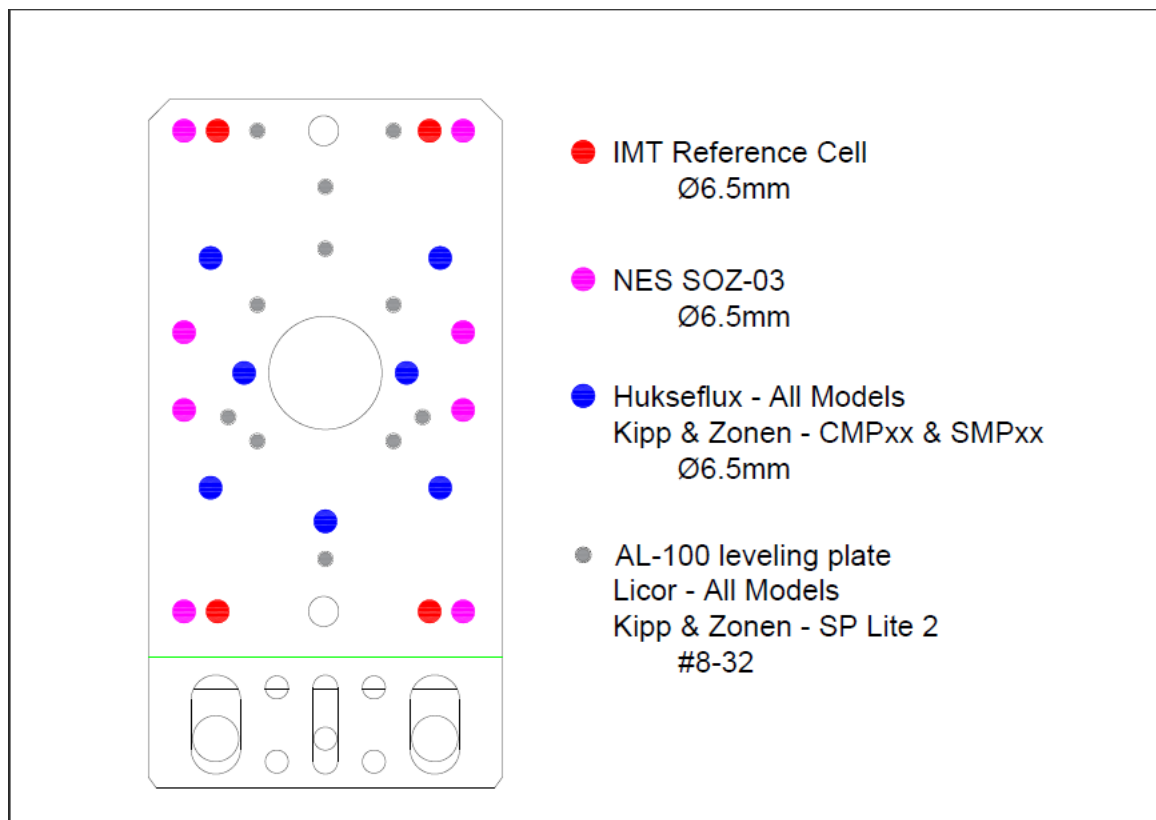 IMT Reference Cell
Ø6.5mm
NES SOZ-03
Ø6.5mm
Hukseflux - All Models
Kipp & Zonen - CMPxx & SMPxx
Ø6.5mm
AL-100 leveling plate
Licor - All Models
Kipp & Zonen - SP Lite 2
#8-32